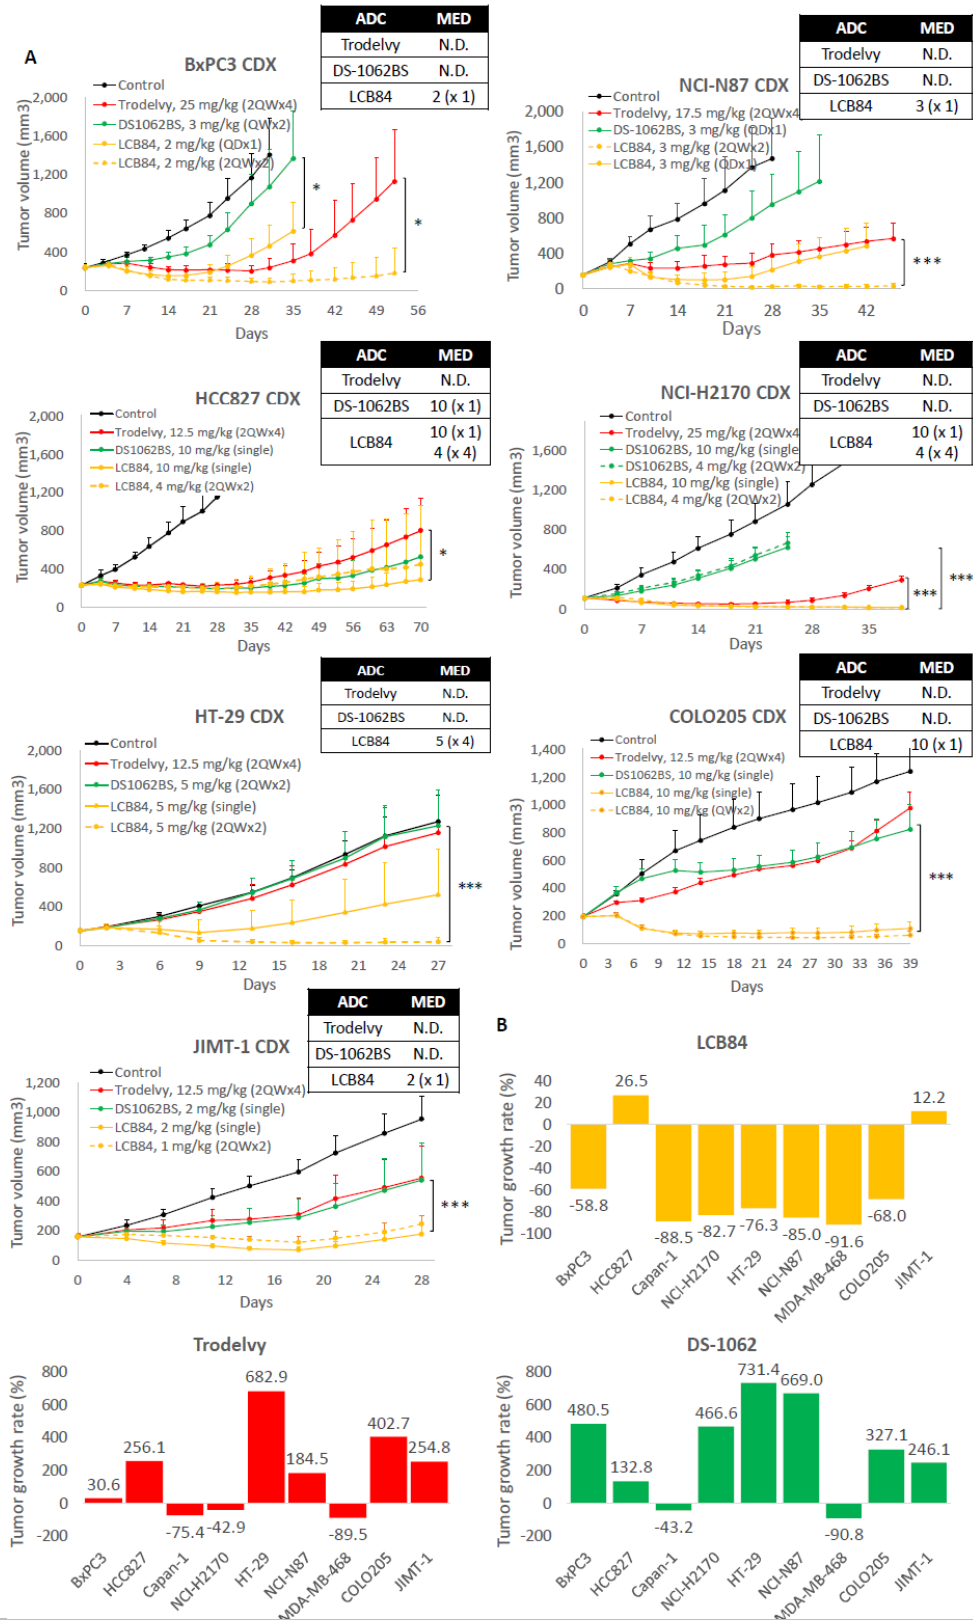 A
BxPC3 CDX
ADC MED
Trodelvy N.D.
DS-1062BS N.D.
LCB84 2 (x 1)
Control
Trodelvy, 25 mg/kg (2QWx4)
DS1062BS, 3 mg/kg (QWx2)
LCB84, 2 mg/kg (QDx1)
LCB84, 2 mg/kg (2QWx2)
Tumor volume (mm3)
2,000
1,600
1,200
800
400
0
0 7 14 21 28 35 42 49 56
Days
*
*
NCI-N87 CDX
ADC MED
Trodelvy N.D.
DS-1062BS N.D.
LCB84 3 (x 1)
Control
Trodelvy, 17.5 mg/kg (2QWx4
DS-1062BS, 3 mg/kg (QDx1)
LCB84, 3 mg/kg (2QWx2)
LCB84, 3 mg/kg (QDx1)
Tumor volume (mm3)
2,000
1,600
1,200
800
400
0
0 7 14 21 28 35 42
Days
***
HCC827 CDX
ADC MED
Trodelvy N.D.
DS-1062BS 10 (x 1)
LCB84 10 (x 1)
4 (x 4)
Control
Trodelvy, 12.5 mg/kg (2QWx4)
DS1062BS, 10 mg/kg (single)
LCB84, 10 mg/kg (single)
LCB84, 4 mg/kg (2QWx2)
Tumor volume (mm3)
2,000
1,600
1,200
800
400
0
0 7 14 21 28 35 42 49 56 63 70
Days
*
NCI-H2170 CDX
ADC MED
Trodelvy N.D.
DS-1062BS N.D.
LCB84 10 (x 1)
4 (x 4)
Control
Trodelvy, 25 mg/kg (2QWx4
DS1062BS, 10 mg/kg (single
DS1062BS, 4 mg/kg (2QWx2)
LCB84, 10 mg/kg (single)
LCB84, 4 mg/kg (2QWx2)
Tumor volume (mm3)
1,600
1,200
800
400
0
0 7 14 21 28 35
Days
***
***
HT-29 CDX
ADC MED
Trodelvy N.D.
DS-1062BS N.D.
LCB84 5 (x 4)
Control
Trodelvy, 12.5 mg/kg (2QWx4)
DS1062BS, 5 mg/kg (2QWx2)
LCB84, 5 mg/kg (single)
LCB84, 5 mg/kg (2QWx2)
Tumor volume (mm3)
2,000
1,600
1,200
800
400
0
0 3 6 9 12 15 18 21 24 27
Days
***
COLO205 CDX
ADC MED
Trodelvy N.D.
DS-1062BS N.D.
LCB84 10 (x 1)
Control
Trodelvy, 12.5 mg/kg (2QWx4)
DS1062BS, 10 mg/kg (single)
LCB84, 10 mg/kg (single)
LCB84, 10 mg/kg (QWx2)
Tumor volume (mm3)
1,400
1,200
1,000
800
600
400
200
0
0 3 6 9 12 15 18 21 24 27 30 33 36 39
Days
***
JIMT-1 CDX
ADC MED
Trodelvy N.D.
DS-1062BS N.D.
LCB84 2 (x 1)
Control
Trodelvy, 12.5 mg/kg (2QWx4)
DS1062BS, 2 mg/kg (single)
LCB84, 2 mg/kg (single)
LCB84, 1 mg/kg (2QWx2)
Tumor volume (mm3)
1,200
1,000
800
600
400
200
0
0 4 8 12 16 20 24 28
Days
***
B
LCB84
Tumor growth rate (%)
40
20
0
-20
-40
-60
-80
-100
-58.8 26.5 -88.5 -82.7 -76.3 -85.0 -91.6 -68.0 12.2
BxPC3 HCC827 Capan-1 NCI-H2170 HT-29 NCI-N87 MDA-MB-468 COLO205 JIMT-1
Trodelvy
Tumor growth rate (%)
800
600
400
200
0
-200
30.6 256.1 -75.4 -42.9 682.9 184.5 -89.5 402.7 254.8
BxPC3 HCC827 Capan-1 NCI-H2170 HT-29 NCI-N87 MDA-MB-468 COLO205 JIMT-1
DS-1062
Tumor growth rate (%)
800
600
400
200
0
-200
480.5 132.8 -43.2 466.6 731.4 669.0 -90.8 327.1 246.1
BxPC3 HCC827 Capan-1 NCI-H2170 HT-29 NCI-N87 MDA-MB-468 COLO205 JIMT-1